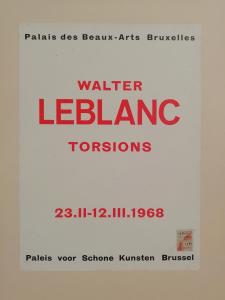 Palais des Beaux-Arts Bruxelles
WALTER
LEBLANC
TORSIONS
23.II-12.III.1968
Paleis voor Schone Kunsten Brussel